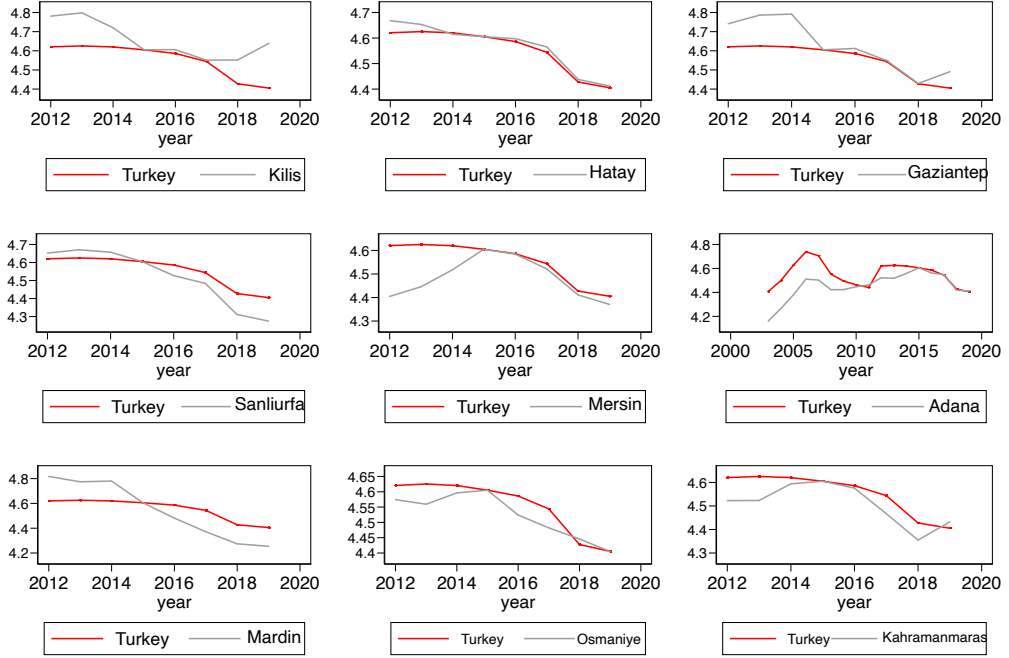 4.8
4.7
4.6
4.5
4.4
2012 2014 2016 2018 2020
year
Turkey Kilis
4.7
4.6
4.5
4.4
2012 2014 2016 2018 2020
year
Turkey Hatay
4.8
4.7
4.6
4.5
4.4
2012 2014 2016 2018 2020
year
Turkey Gaziantep
4.7
4.6
4.5
4.4
4.3
2012 2014 2016 2018 2020
year
Turkey Sanliurfa
4.6
4.5
4.4
4.3
2012 2014 2016 2018 2020
year
Turkey Mersin
4.8
4.6
4.4
4.2
2000 2005 2010 2015 2020
year
Turkey Adana
4.8
4.6
4.4
4.2
2012 2014 2016 2018 2020
year
Turkey Mardin
4.65
4.6
4.55
4.5
4.45
4.4
2012 2014 2016 2018 2020
year
Turkey Osmaniye
4.6
4.5
4.4
4.3
2012 2014 2016 2018 2020
year
Turkey Kahramanmaras